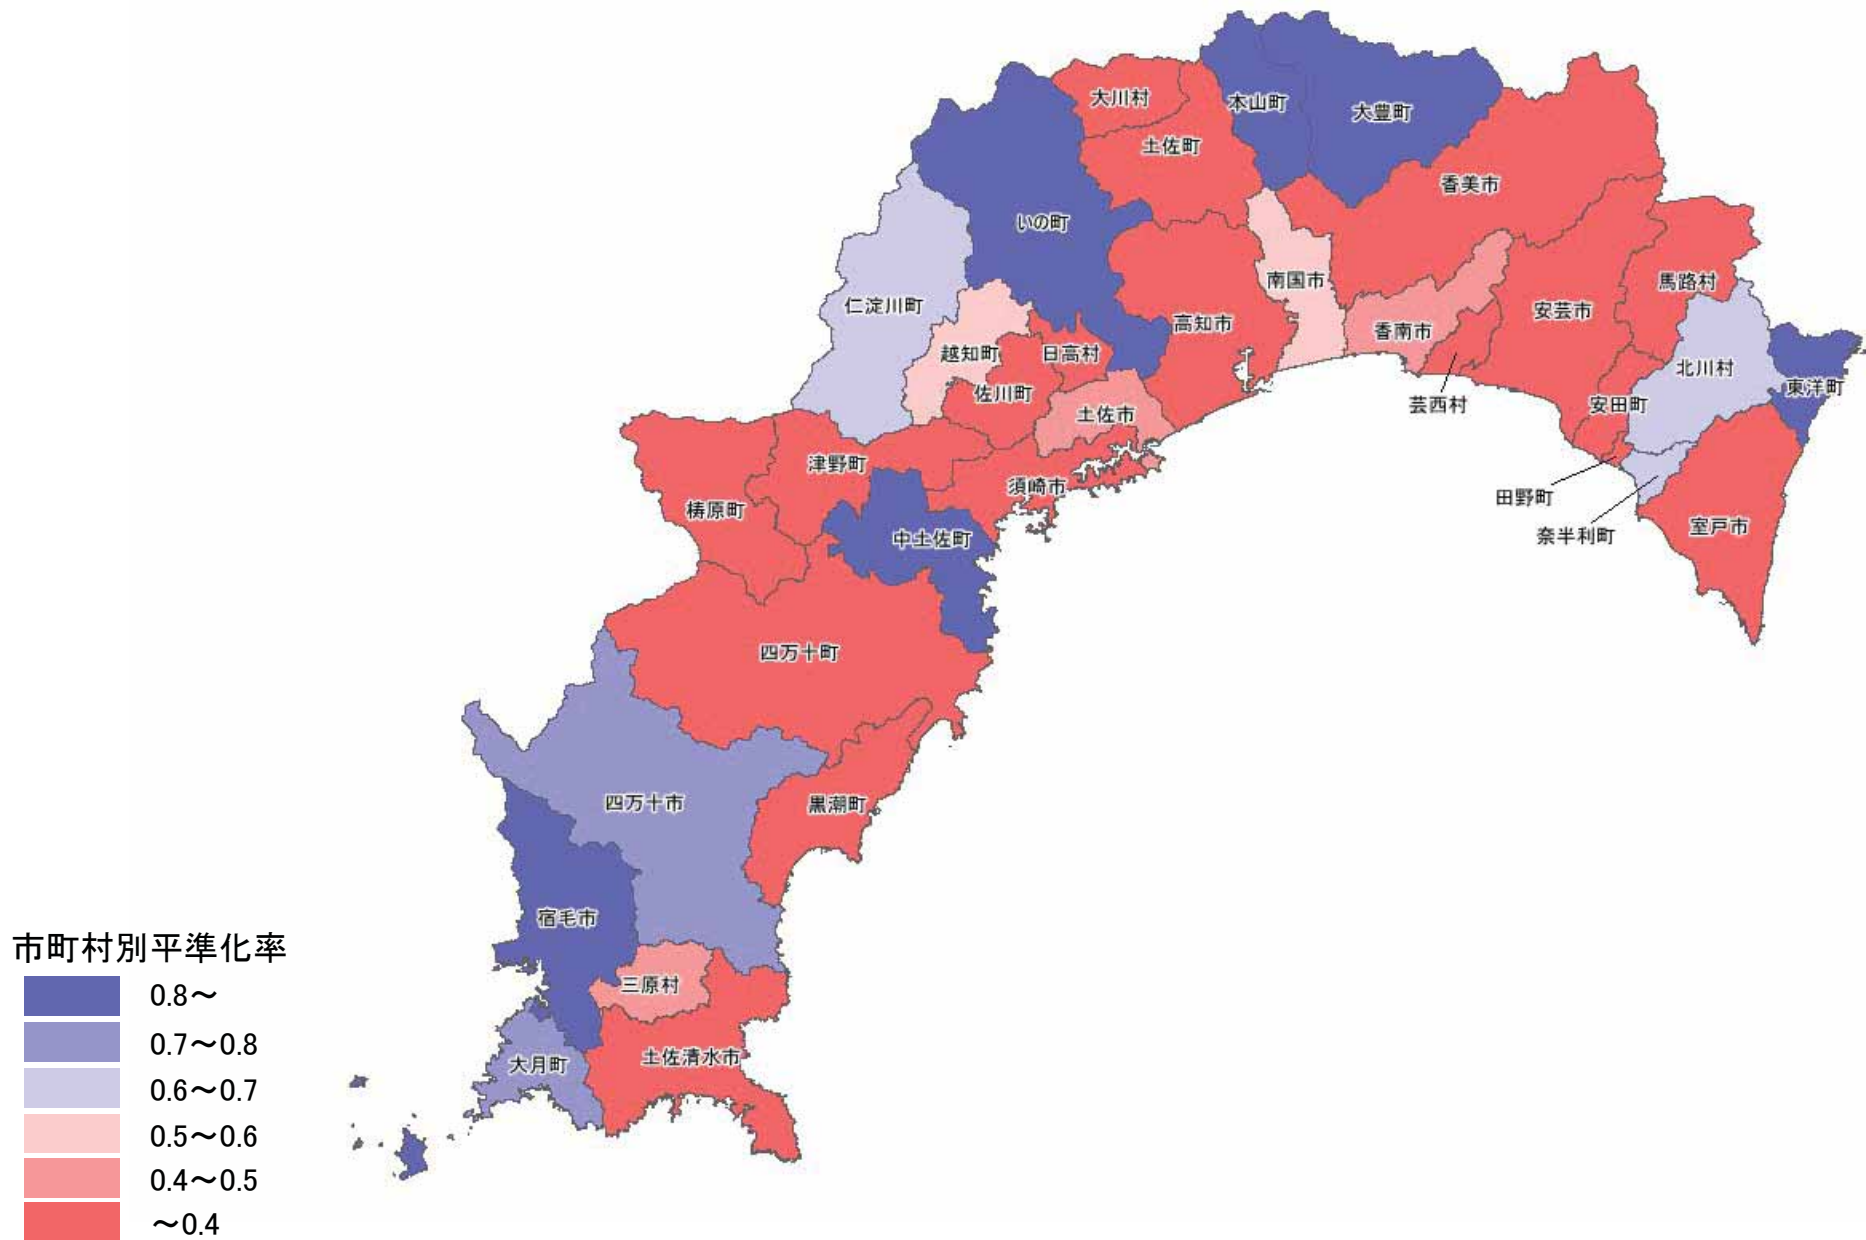 大川村
本山町
大豊町
土佐町
香美市
いの町
南国市
馬路村
仁淀川町
高知市
香南市
安芸市
越知町
日高村
北川村
佐川町
土佐市
芸西村
安田町
東洋町
津野町
須崎市
田野町
梼原町
中土佐町
奈半利町
室戸市
四万十町
四万十市
黒潮町
宿毛市
三原村
大月町
土佐清水市
市町村別平準化率
0.8～
0.7～0.8
0.6～0.7
0.5～0.6
0.4～0.5
～0.4